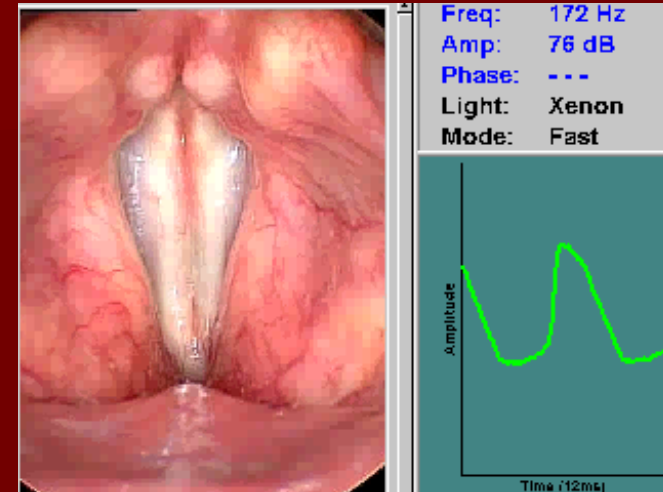 Freq: 172 Hz
Amp: 76 dB
Phase: - - -
Light: Xenon
Mode: Fast
Amplitude
Time (12ms)